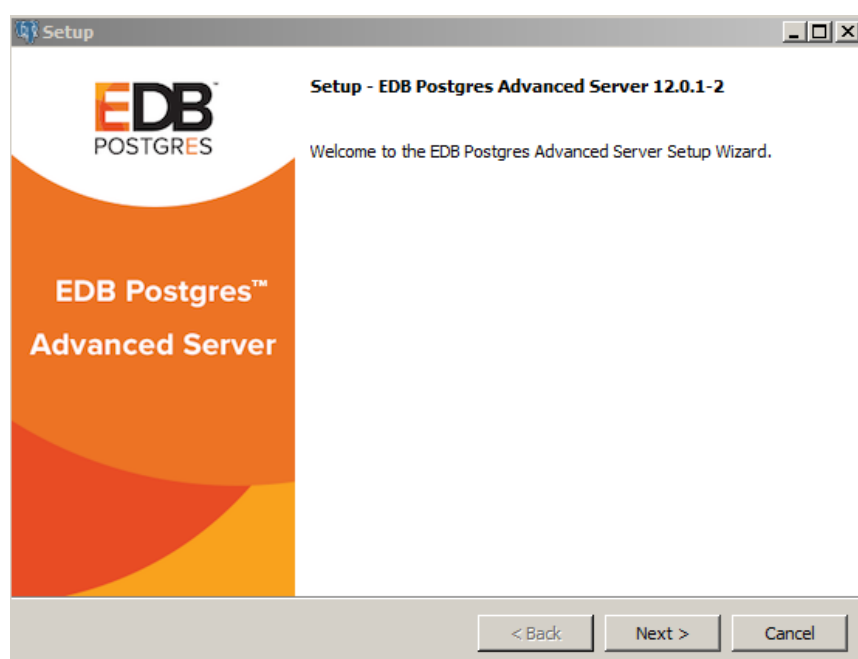 Setup
EDB
POSTGRES
Setup - EDB Postgres Advanced Server 12.0.1-2
Welcome to the EDB Postgres Advanced Server Setup Wizard.
EDB Postgres™
Advanced Server
< Back
Next >
Cancel